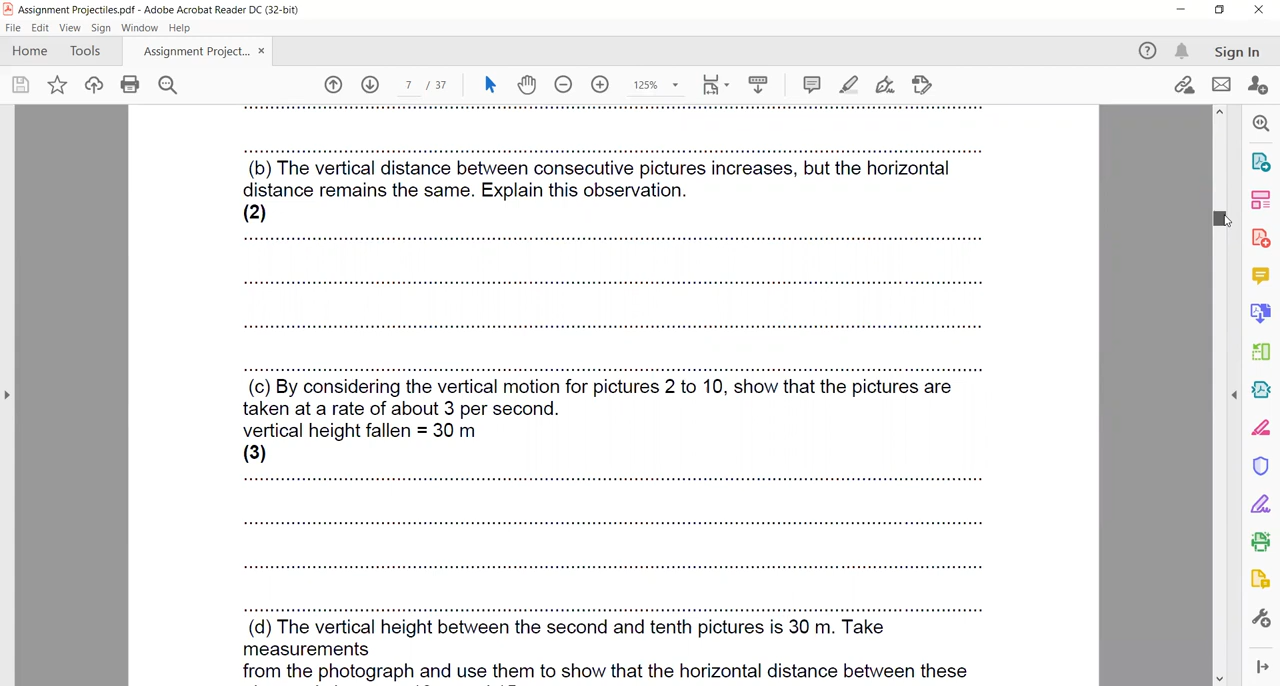 Assignment Projectiles.pdf - Adobe Acrobat Reader DC (32-bit)
File Edit View Sign Window Help
Home Tools Assignment Project... × Sign In
7 / 37 125%
(b) The vertical distance between consecutive pictures increases, but the horizontal
distance remains the same. Explain this observation.
(2)
(c) By considering the vertical motion for pictures 2 to 10, show that the pictures are
taken at a rate of about 3 per second.
vertical height fallen = 30 m
(3)
(d) The vertical height between the second and tenth pictures is 30 m. Take
measurements
from the photograph and use them to show that the horizontal distance between these